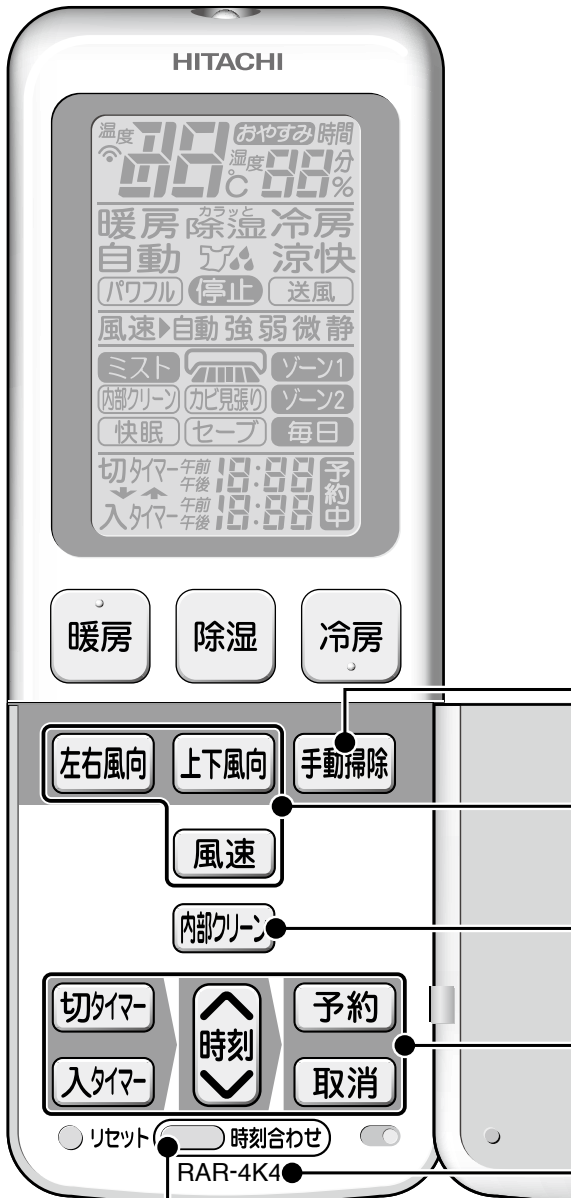 HITACHI
温度 88 ℃ おやすみ 時間
湿度 88 分 %
暖房 カラッと除湿 冷房
自動 涼快
パワフル 停止 送風
風速▶自動 強 弱 微 静
ミスト ゾーン1
内部クリーン カビ見張り ゾーン2
快眠 セーブ 毎日
切タイマー 午前 午後 18:88 予約中
入タイマー 午前 午後 18:88
暖房 除湿 冷房
左右風向 上下風向 手動掃除
風速
内部クリーン
切タイマー 時刻 予約
入タイマー 取消
リセット 時刻合わせ
RAR-4K4